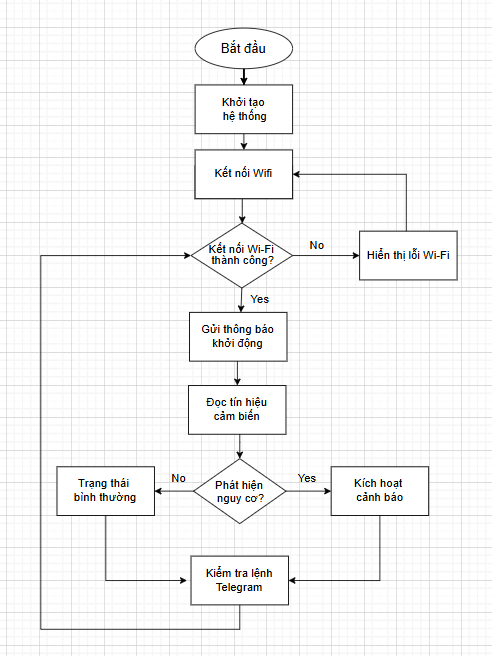 Bắt đầu
Khởi tạo
hệ thống
Kết nối Wifi
Kết nối Wi-Fi
thành công?
No
Hiển thị lỗi Wi-Fi
Yes
Gửi thông báo
khởi động
Đọc tín hiệu
cảm biến
Phát hiện
nguy cơ?
No
Yes
Trạng thái
bình thường
Kích hoạt
cảnh báo
Kiểm tra lệnh
Telegram